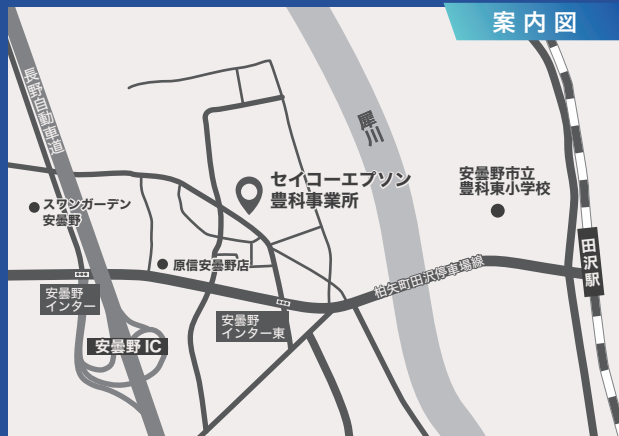 案内図
長野自動車道
犀川
セイコーエプソン
豊科事業所
安曇野市立
豊科東小学校
スワンガーデン
安曇野
原信安曇野店
田沢駅
柏矢町田沢停車場線
安曇野
インター
安曇野
インター東
安曇野 IC